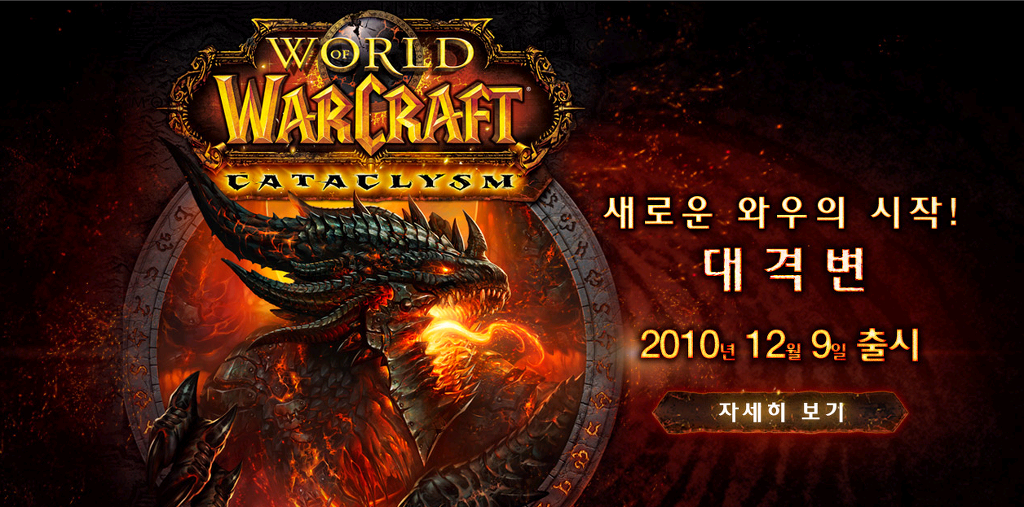 WORLD OF
WARCRAFT
CATACLYSM
새로운 와우의 시작!
대격변
2010년 12월 9일 출시
자세히 보기